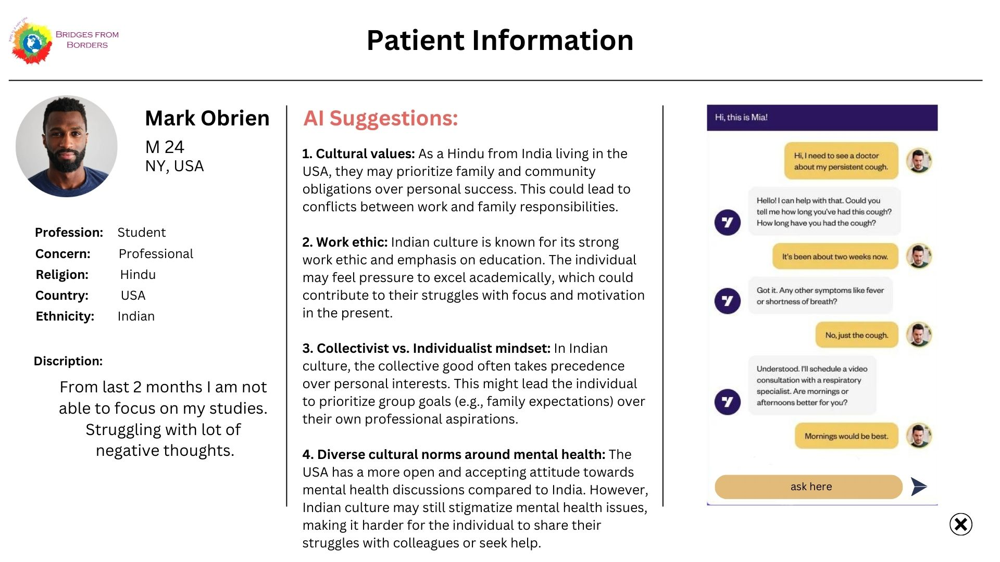 BRIDGES FROM
BORDERS
Patient Information
Mark Obrien
M 24
NY, USA
Profession: Student
Concern: Professional
Religion: Hindu
Country: USA
Ethnicity: Indian
Discription:
From last 2 months I am not
able to focus on my studies.
Struggling with lot of
negative thoughts.
AI Suggestions:
1. Cultural values: As a Hindu from India living in the
USA, they may prioritize family and community
obligations over personal success. This could lead to
conflicts between work and family responsibilities.
2. Work ethic: Indian culture is known for its strong
work ethic and emphasis on education. The individual
may feel pressure to excel academically, which could
contribute to their struggles with focus and motivation
in the present.
3. Collectivist vs. Individualist mindset: In Indian
culture, the collective good often takes precedence
over personal interests. This might lead the individual
to prioritize group goals (e.g., family expectations) over
their own professional aspirations.
4. Diverse cultural norms around mental health: The
USA has a more open and accepting attitude towards
mental health discussions compared to India. However,
Indian culture may still stigmatize mental health issues,
making it harder for the individual to share their
struggles with colleagues or seek help.
Hi, this is Mia!
Hi, I need to see a doctor
about my persistent cough.
Hello! I can help with that. Could you
tell me how long you've had this cough?
How long have you had the cough?
It's been about two weeks now.
Got it. Any other symptoms like fever
or shortness of breath?
No, just the cough.
Understood. I'll schedule a video
consultation with a respiratory
specialist. Are mornings or
afternoons better for you?
Mornings would be best.
ask here